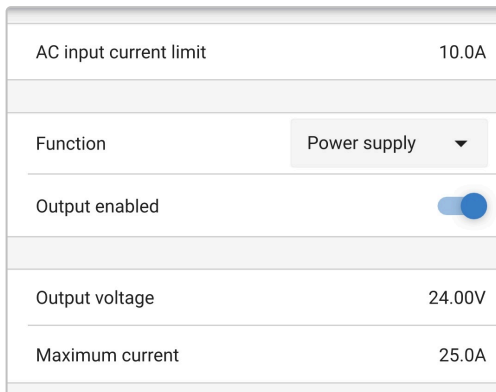 AC input current limit 10.0A
Function Power supply
Output enabled
Output voltage 24.00V
Maximum current 25.0A